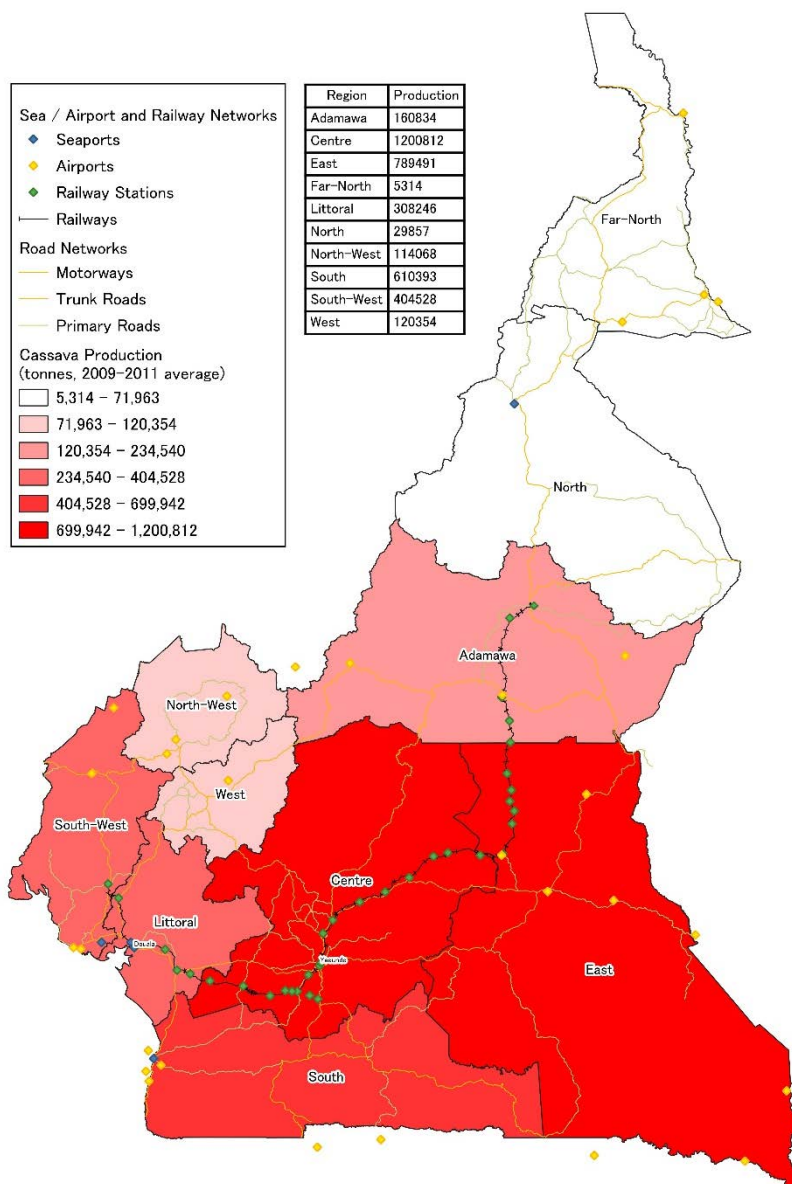 Sea / Airport and Railway Networks
Seaports
Airports
Railway Stations
Railways
Road Networks
Motorways
Trunk Roads
Primary Roads
Cassava Production
(tonnes, 2009-2011 average)
5,314 - 71,963
71,963 - 120,354
120,354 - 234,540
234,540 - 404,528
404,528 - 699,942
699,942 - 1,200,812
Region Production
Adamawa 160834
Centre 1200812
East 789491
Far-North 5314
Littoral 308246
North 29857
North-West 114068
South 610393
South-West 404528
West 120354
Far-North
North
Adamawa
North-West
West
South-West
Centre
Littoral
Douala
Yaounde
East
South